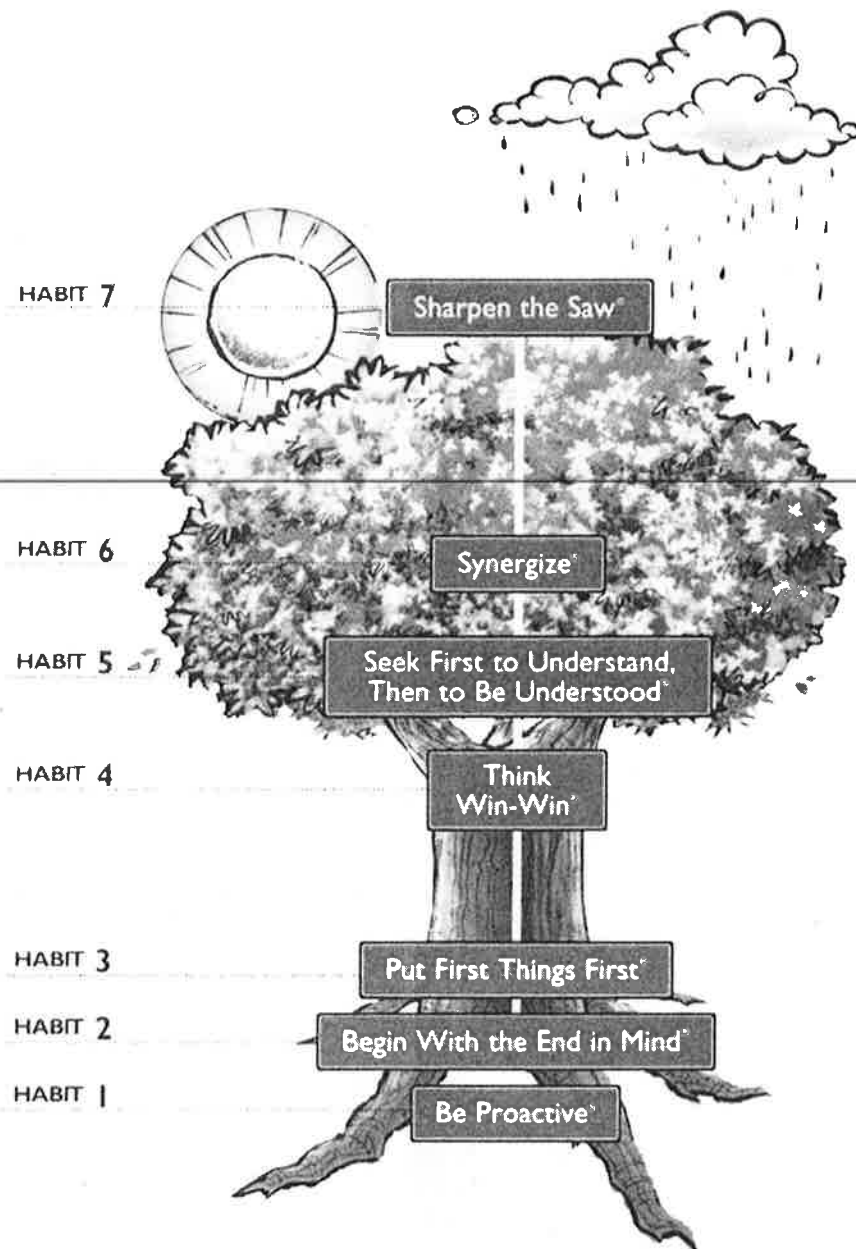 HABIT 7
Sharpen the Saw®
HABIT 6
Synergize®
HABIT 5
Seek First to Understand,
Then to Be Understood®
HABIT 4
Think
Win-Win®
HABIT 3
Put First Things First®
HABIT 2
Begin With the End in Mind®
HABIT 1
Be Proactive®